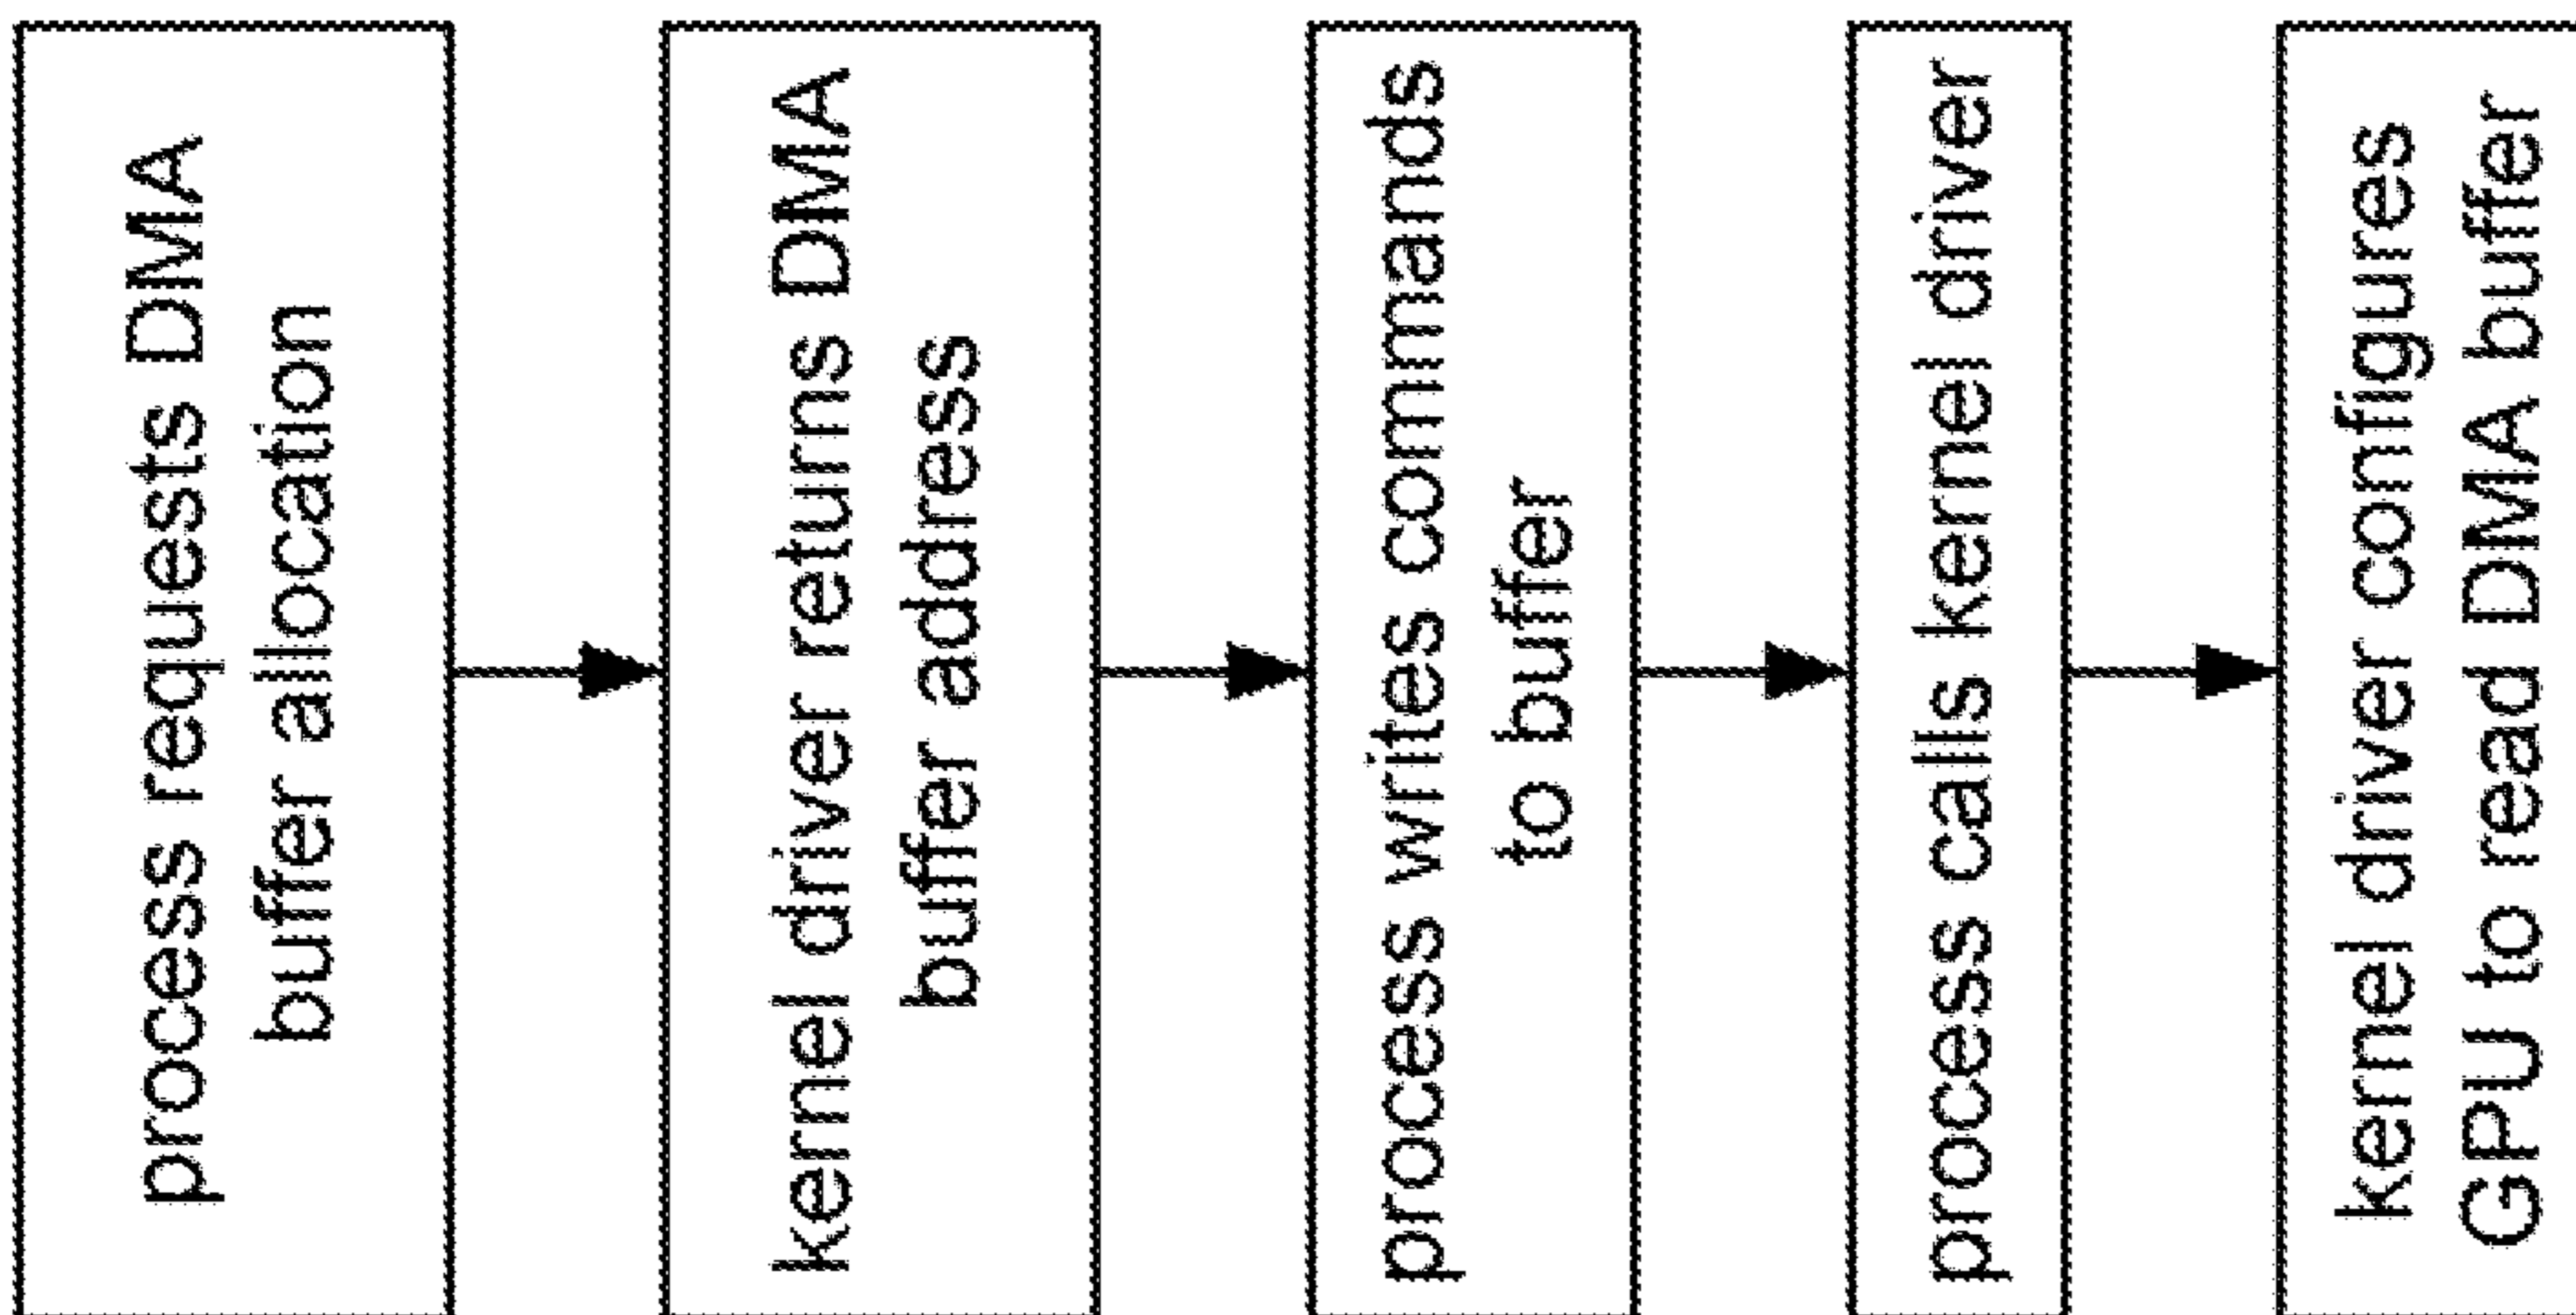 process requests DMA
buffer allocation
kernel driver returns DMA
buffer address
process writes commands
to buffer
process calls kernel driver
kernel driver configures
GPU to read DMA buffer